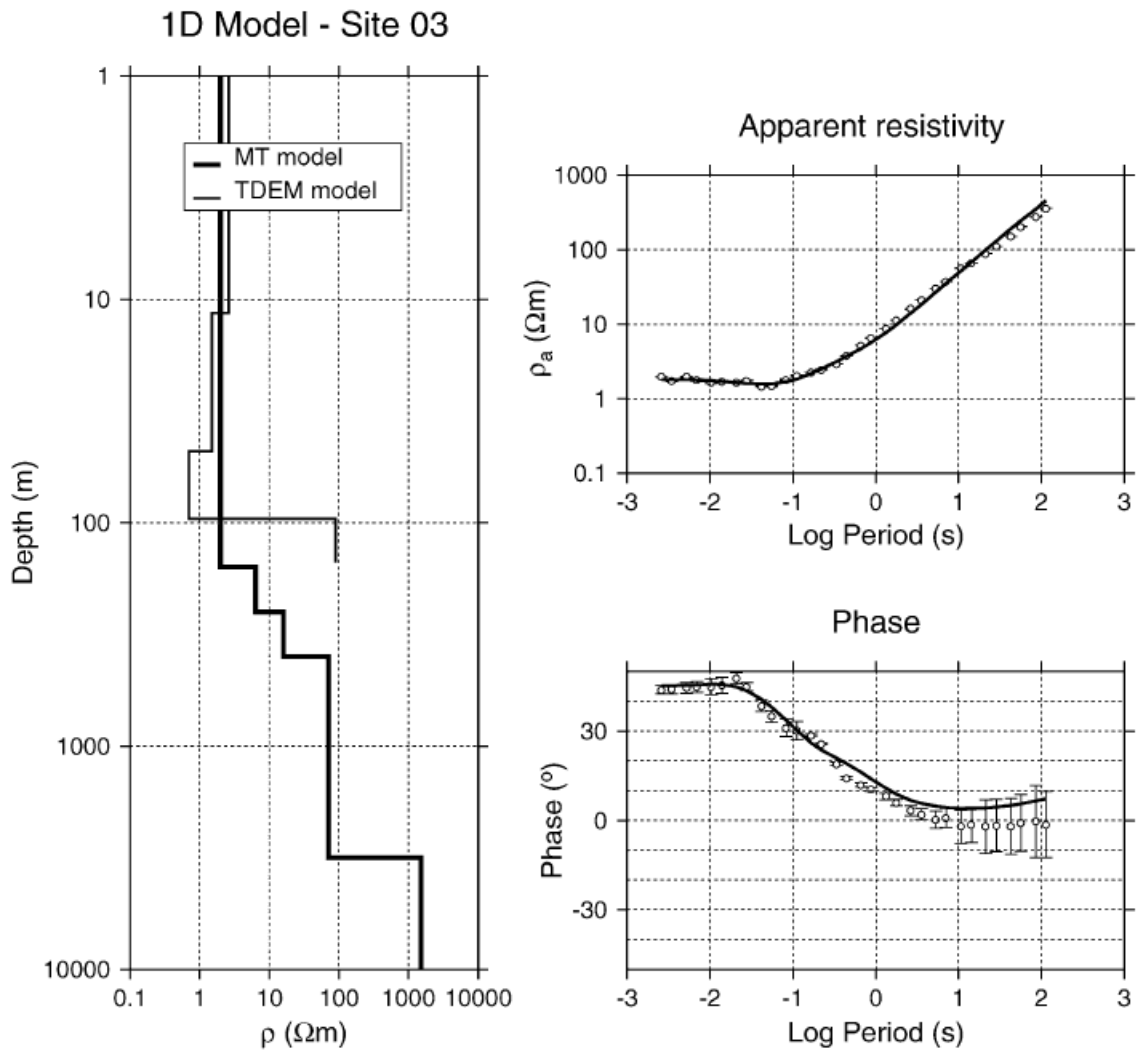 1D Model - Site 03
1
10
100
1000
10000
Depth (m)
MT model
TDEM model
0.1 1 10 100 1000 10000
ρ (Ωm)
Apparent resistivity
1000
100
10
1
0.1
ρa (Ωm)
-3 -2 -1 0 1 2 3
Log Period (s)
Phase
30
0
-30
Phase (º)
-3 -2 -1 0 1 2 3
Log Period (s)